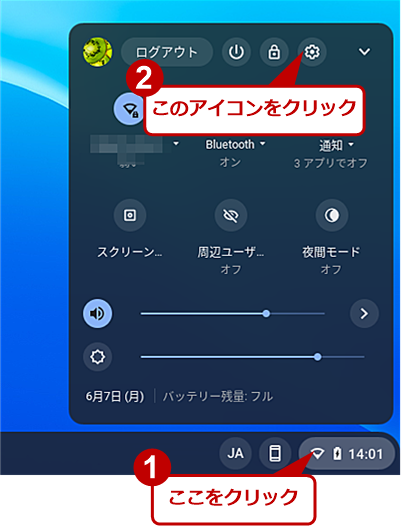 ログアウト
2
このアイコンをクリック
Bluetooth
オン
通知
3 アプリでオフ
スクリーン...
周辺ユーザ...
オフ
夜間モード
オフ
6月7日 (月)
バッテリー残量: フル
JA
14:01
1
ここをクリック